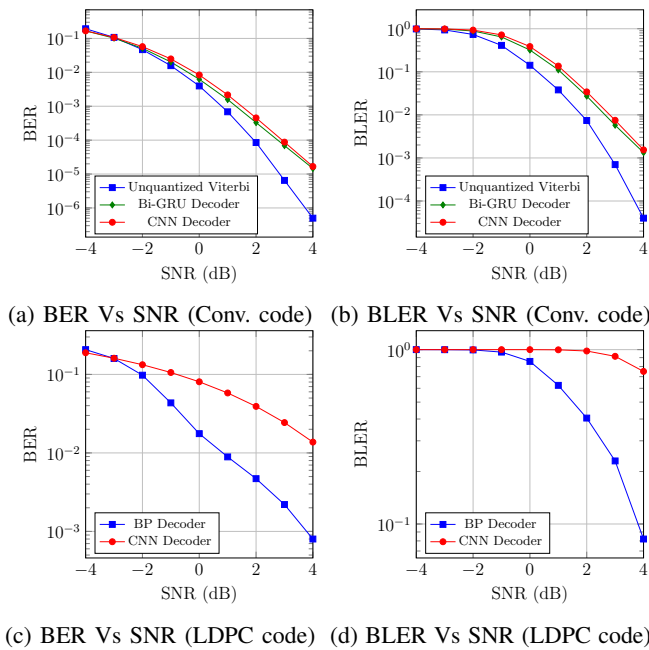 10^0
10^−1
10^−2
10^−3
10^−4
10^−5
10^−6
BER
Unquantized Viterbi
Bi-GRU Decoder
CNN Decoder
−4 −2 0 2 4
SNR (dB)
10^0
10^−1
10^−2
10^−3
10^−4
BLER
Unquantized Viterbi
Bi-GRU Decoder
CNN Decoder
−4 −2 0 2 4
SNR (dB)
(a) BER Vs SNR (Conv. code)
(b) BLER Vs SNR (Conv. code)
10^−1
10^−2
10^−3
BER
BP Decoder
CNN Decoder
−4 −2 0 2 4
SNR (dB)
10^0
10^−1
BLER
BP Decoder
CNN Decoder
−4 −2 0 2 4
SNR (dB)
(c) BER Vs SNR (LDPC code)
(d) BLER Vs SNR (LDPC code)